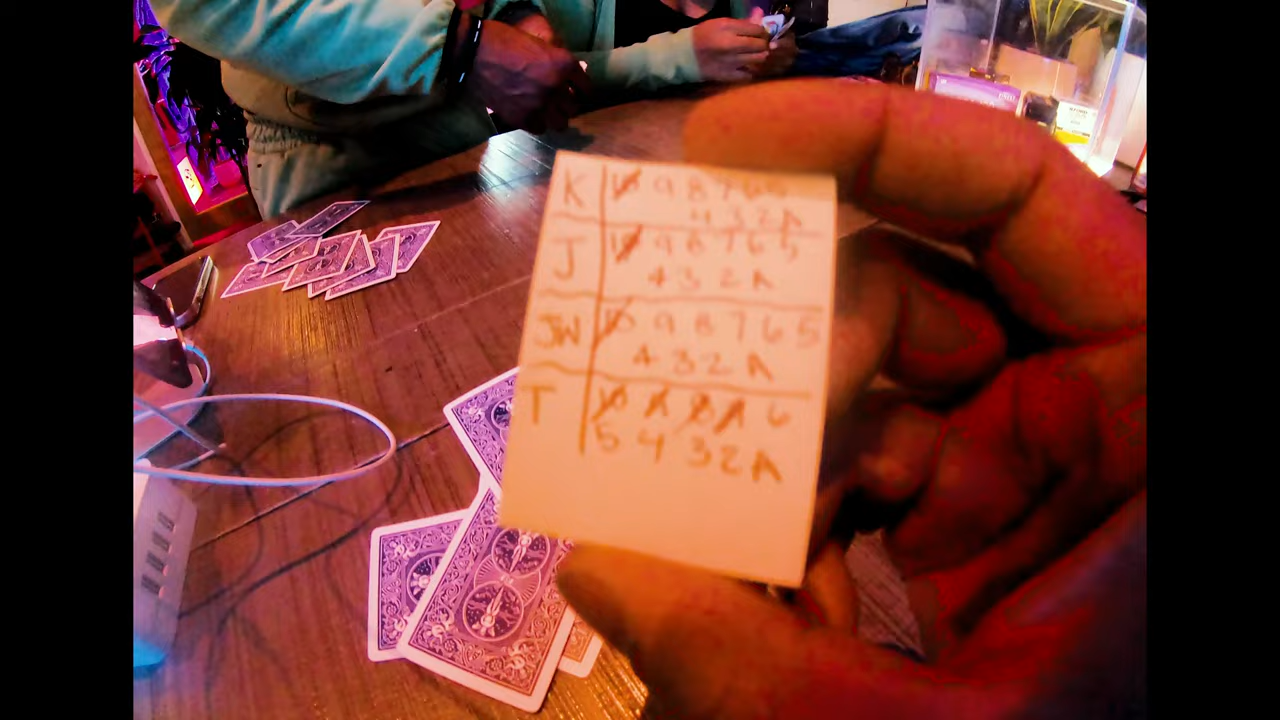 K 10 9 8 7 6 5
4 3 2 A
J 10 9 8 7 6 5
4 3 2 A
JW 10 9 8 7 6 5
4 3 2 A
T 10 9 8 7 6
5 4 3 2 A